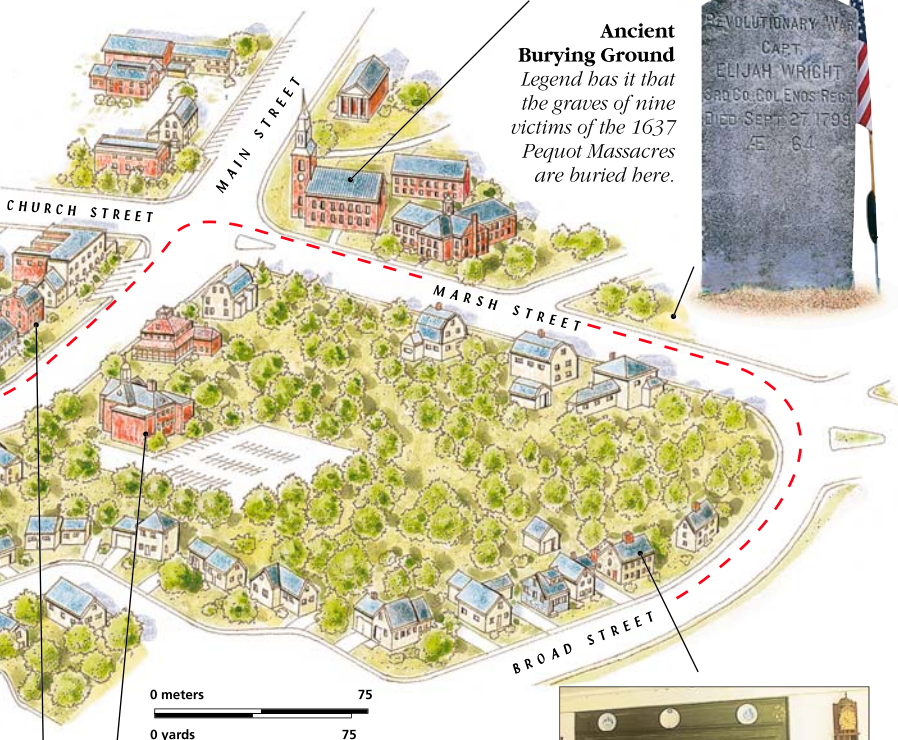 Ancient
Burying Ground
Legend has it that
the graves of nine
victims of the 1637
Pequot Massacres
are buried here.
REVOLUTIONARY WAR
CAPT.
ELIJAH WRIGHT
3RD CO. COL. ENOS REGT
DIED SEPT. 27. 1799
Æ. 64
MAIN STREET
CHURCH STREET
MARSH STREET
BROAD STREET
0 meters 75
0 yards 75